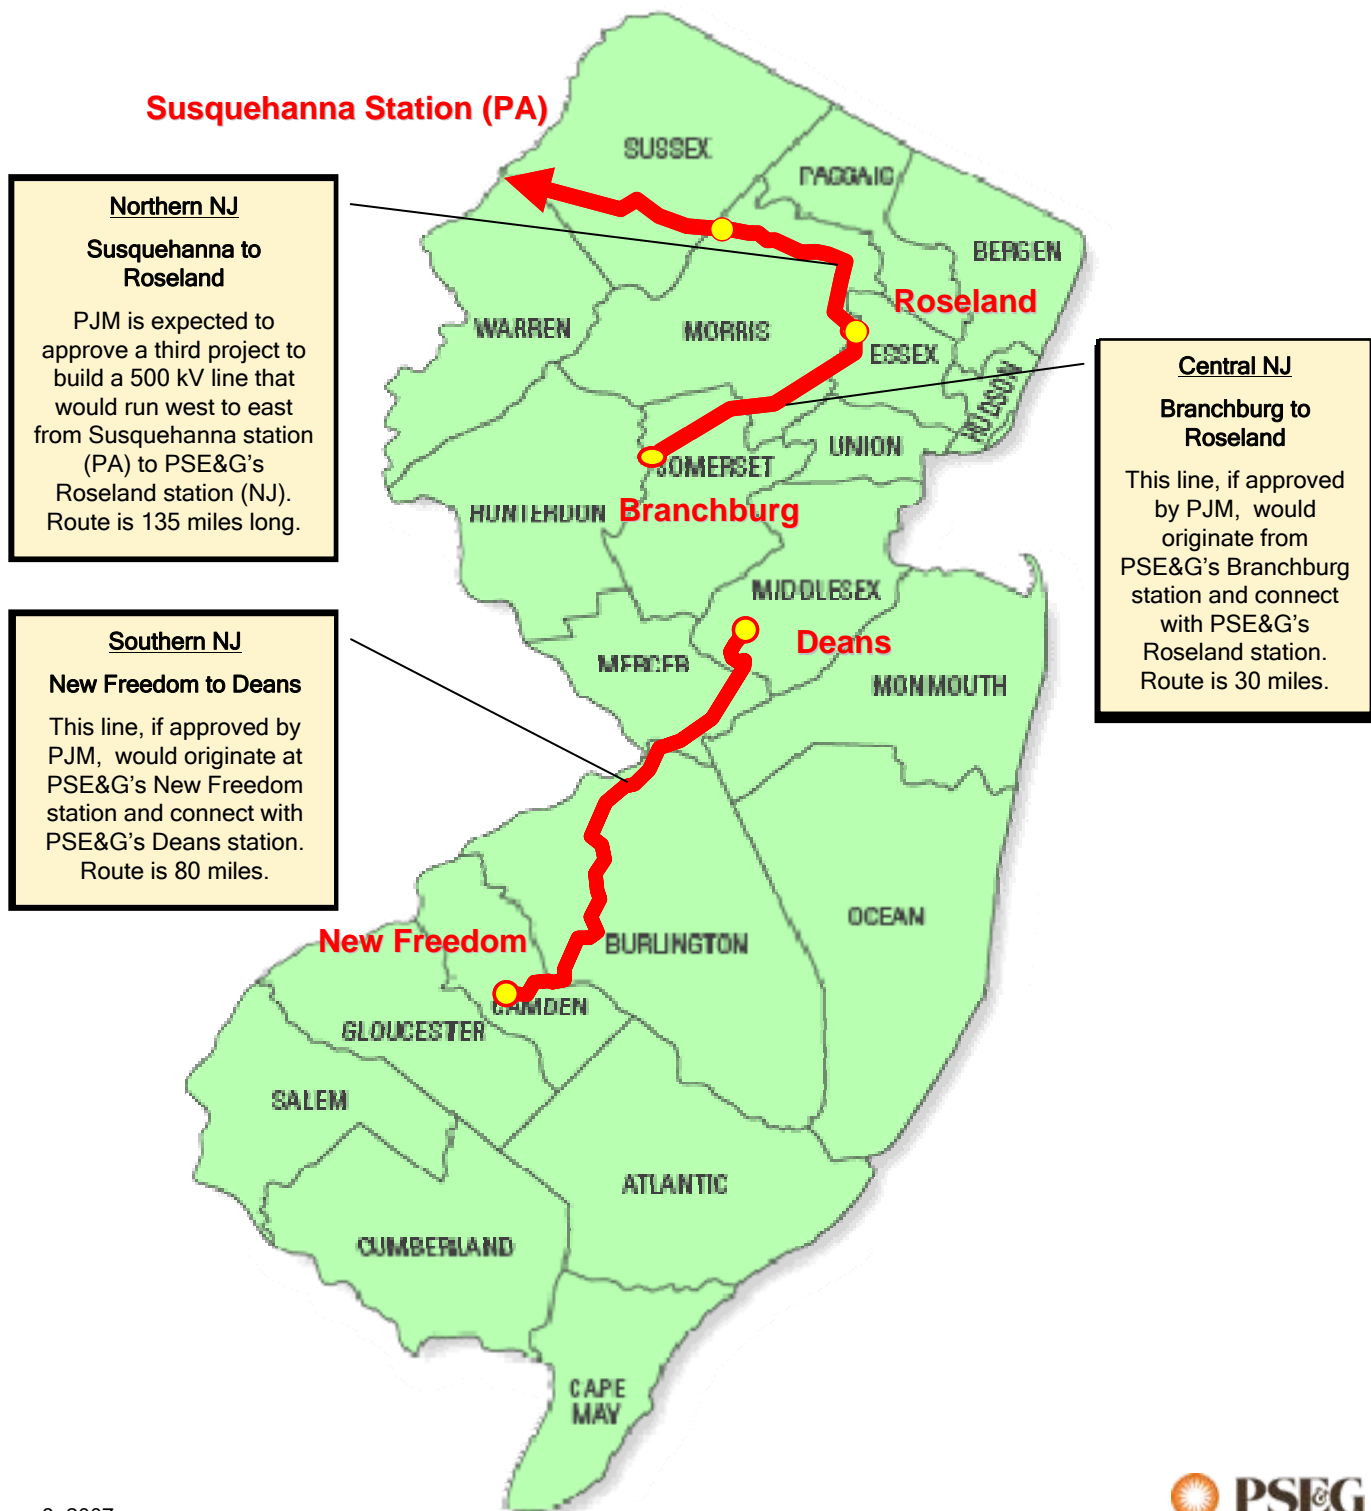 Susquehanna Station (PA)
SUSSEX
PASSAIC
BERGEN
Northern NJ
Susquehanna to
Roseland
PJM is expected to
approve a third project to
build a 500 kV line that
would run west to east
from Susquehanna station
(PA) to PSE&G's
Roseland station (NJ).
Route is 135 miles long.
Roseland
WARREN
MORRIS
ESSEX
HUDSON
Central NJ
Branchburg to
Roseland
This line, if approved
by PJM, would
originate from
PSE&G's Branchburg
station and connect
with PSE&G's
Roseland station.
Route is 30 miles.
UNION
SOMERSET
HUNTERDON
Branchburg
MIDDLESEX
Deans
MERCER
MONMOUTH
Southern NJ
New Freedom to Deans
This line, if approved by
PJM, would originate at
PSE&G's New Freedom
station and connect with
PSE&G's Deans station.
Route is 80 miles.
OCEAN
New Freedom
BURLINGTON
CAMDEN
GLOUCESTER
SALEM
ATLANTIC
CUMBERLAND
CAPE
MAY
PSE&G